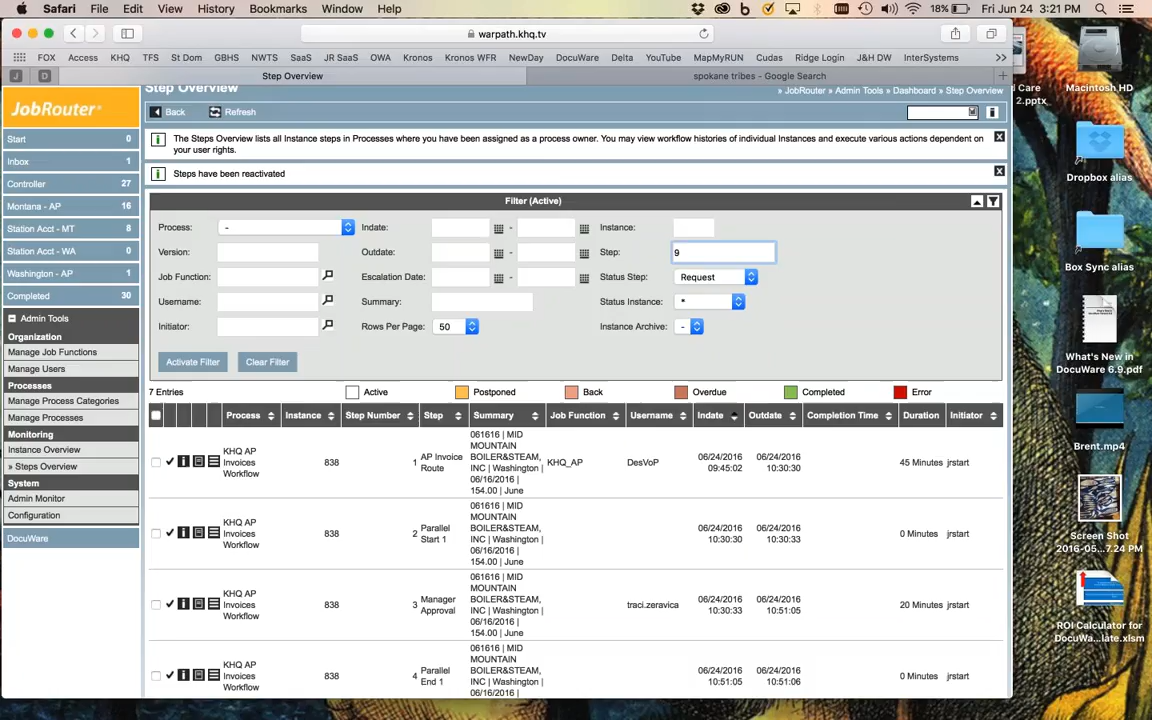 Safari File Edit View History Bookmarks Window Help
18% Fri Jun 24 3:21 PM
warpath.khq.tv
FOX Access KHQ TFS St Dom GBHS NWTS SaaS JR SaaS OWA Kronos Kronos WFR NewDay DocuWare Delta YouTube MapMyRUN Cudas Ridge Login J&H DW InterSystems
J D Step Overview spokane tribes - Google Search
JobRouter
Step Overview
» JobRouter » Admin Tools » Dashboard » Step Overview
Back Refresh
The Steps Overview lists all Instance steps in Processes where you have been assigned as a process owner. You may view workflow histories of individual Instances and execute various actions dependent on
your user rights.
Steps have been reactivated
Start 0
Inbox 1
Controller 27
Montana - AP 16
Station Acct - MT 8
Station Acct - WA 0
Washington - AP 1
Completed 30
Admin Tools
Organization
Manage Job Functions
Manage Users
Processes
Manage Process Categories
Manage Processes
Monitoring
Instance Overview
» Steps Overview
System
Admin Monitor
Configuration
DocuWare
Filter (Active)
Process: - Indate: - Instance:
Version: Outdate: - Step: 9
Job Function: Escalation Date: - Status Step: Request
Username: Summary: Status Instance: *
Initiator: Rows Per Page: 50 Instance Archive: -
Activate Filter Clear Filter
7 Entries Active Postponed Back Overdue Completed Error
Process Instance Step Number Step Summary Job Function Username Indate Outdate Completion Time Duration Initiator
KHQ AP
Invoices
Workflow
838
1
AP Invoice
Route
061616 | MID
MOUNTAIN
BOILER&STEAM,
INC | Washington |
06/16/2016 |
154.00 | June
KHQ_AP
DesVoP
06/24/2016
09:45:02
06/24/2016
10:30:30
45 Minutes
jrstart
KHQ AP
Invoices
Workflow
838
2
Parallel
Start 1
061616 | MID
MOUNTAIN
BOILER&STEAM,
INC | Washington |
06/16/2016 |
154.00 | June
06/24/2016
10:30:30
06/24/2016
10:30:33
0 Minutes
jrstart
KHQ AP
Invoices
Workflow
838
3
Manager
Approval
061616 | MID
MOUNTAIN
BOILER&STEAM,
INC | Washington |
06/16/2016 |
154.00 | June
traci.zeravica
06/24/2016
10:30:33
06/24/2016
10:51:05
20 Minutes
jrstart
KHQ AP
Invoices
Workflow
838
4
Parallel
End 1
061616 | MID
MOUNTAIN
BOILER&STEAM,
INC | Washington |
06/16/2016 |
06/24/2016
10:51:05
06/24/2016
10:51:06
0 Minutes
jrstart
Macintosh HD
d Care
2.pptx
Dropbox alias
Box Sync alias
What's New in
DocuWare 6.9.pdf
Brent.mp4
Screen Shot
2016-05...7.24 PM
ROI Calculator for
DocuWa...late.xlsm